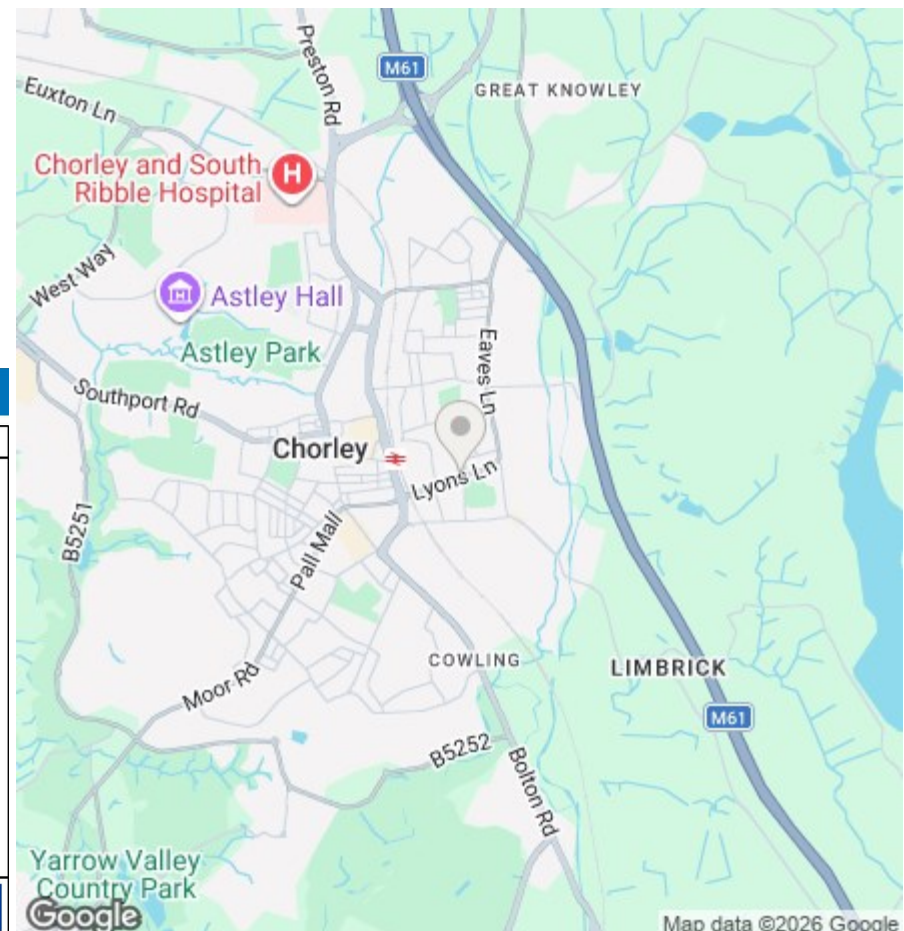 M61
GREAT KNOWLEY
Preston Rd
Euxton Ln
Chorley and South
Ribble Hospital
H
West Way
Astley Hall
Astley Park
Eaves Ln
Southport Rd
Chorley
Lyons Ln
B5251
Pall Mall
COWLING
LIMBRICK
Moor Rd
M61
B5252
Bolton Rd
Yarrow Valley
Country Park
Google
Map data ©2026 Google